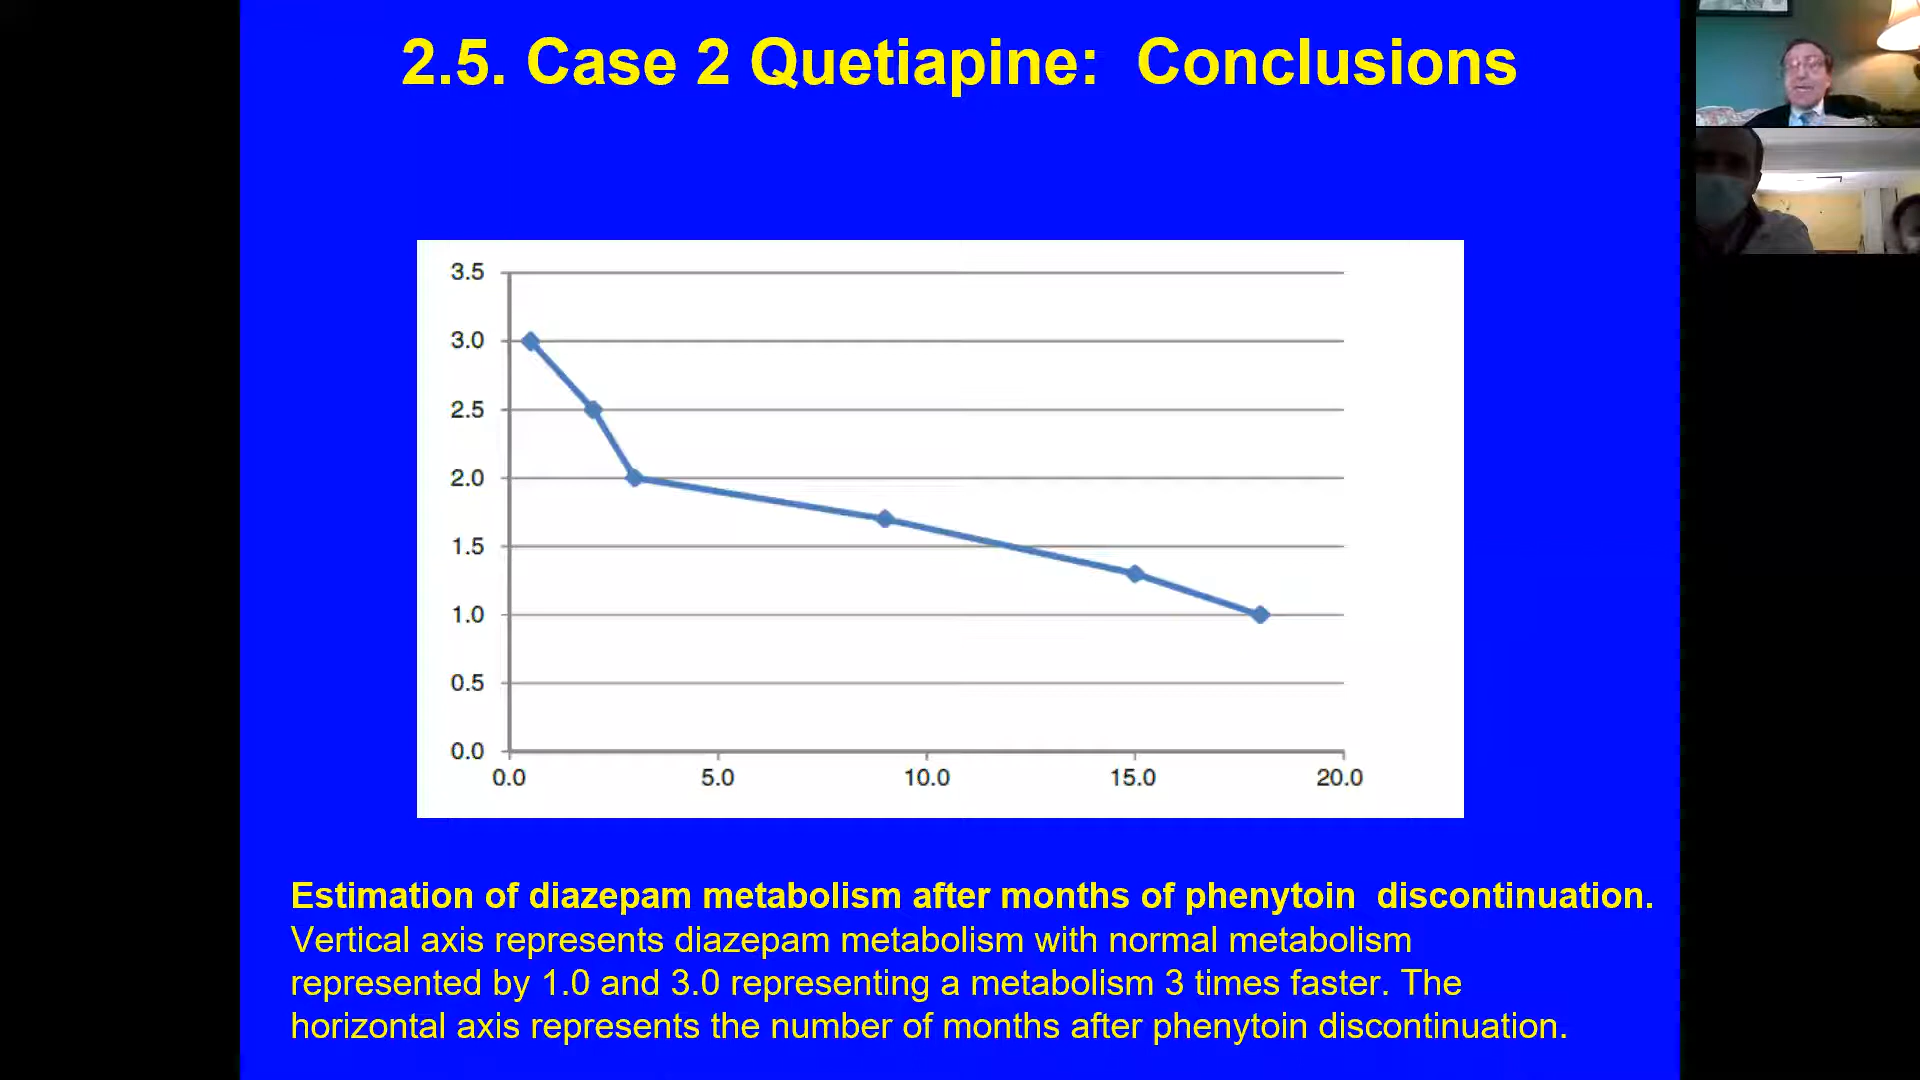 2.5. Case 2 Quetiapine: Conclusions
3.5
3.0
2.5
2.0
1.5
1.0
0.5
0.0
0.0 5.0 10.0 15.0 20.0
Estimation of diazepam metabolism after months of phenytoin discontinuation.
Vertical axis represents diazepam metabolism with normal metabolism
represented by 1.0 and 3.0 representing a metabolism 3 times faster. The
horizontal axis represents the number of months after phenytoin discontinuation.